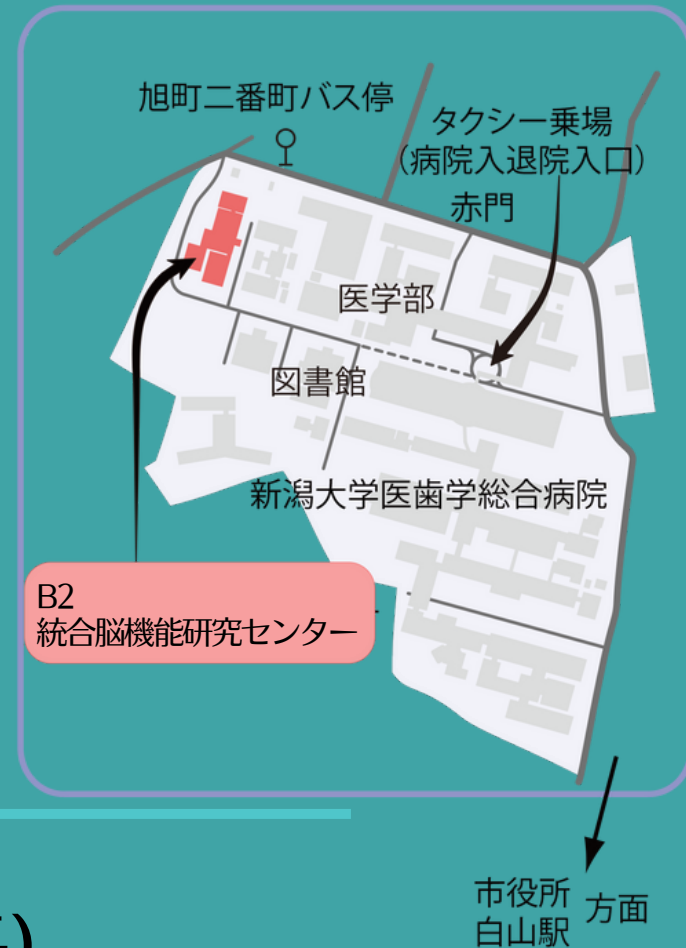 旭町二番町バス停
タクシー乗場
(病院入退院入口)
赤門
医学部
図書館
新潟大学医歯学総合病院
B2
統合脳機能研究センター
市役所
白山駅
方面